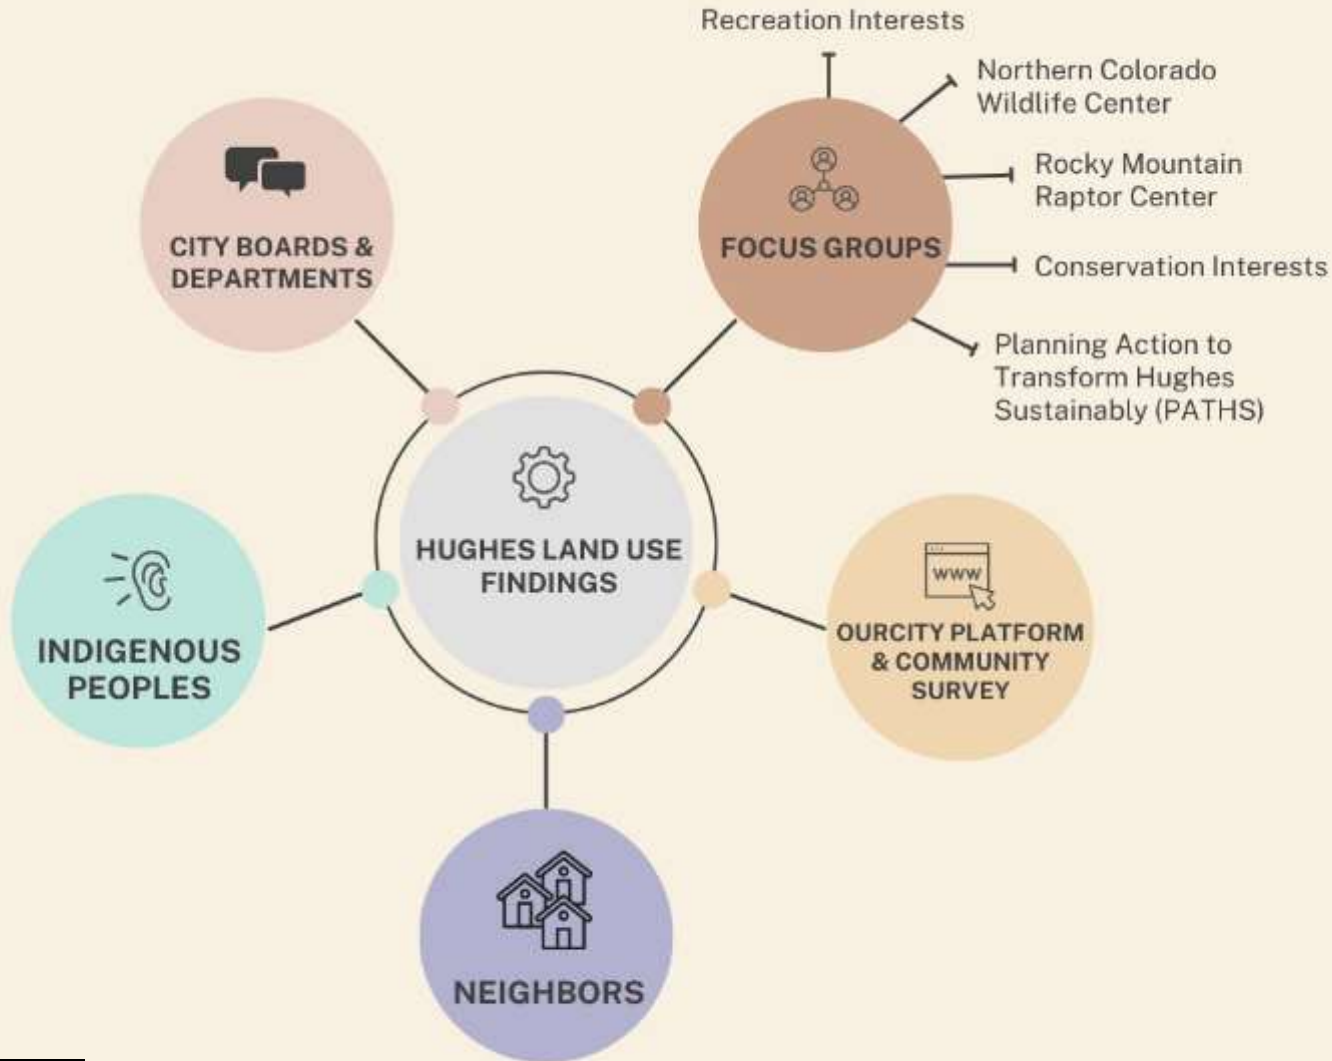 Recreation Interests
Northern Colorado
Wildlife Center
Rocky Mountain
Raptor Center
Conservation Interests
Planning Action to
Transform Hughes
Sustainably (PATHS)
CITY BOARDS &
DEPARTMENTS
FOCUS GROUPS
HUGHES LAND USE
FINDINGS
INDIGENOUS
PEOPLES
www
OURCITY PLATFORM
& COMMUNITY
SURVEY
NEIGHBORS